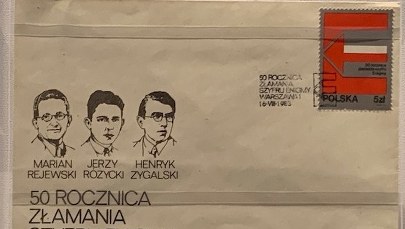 50 ROCZNICA
ZŁAMANIA
SZYFRU ENIGMY
WARSZAWA 1
16·VIII·1983
POLSKA 5zł
MARIAN REJEWSKI
JERZY RÓŻYCKI
HENRYK ZYGALSKI
50 ROCZNICA
ZŁAMANIA